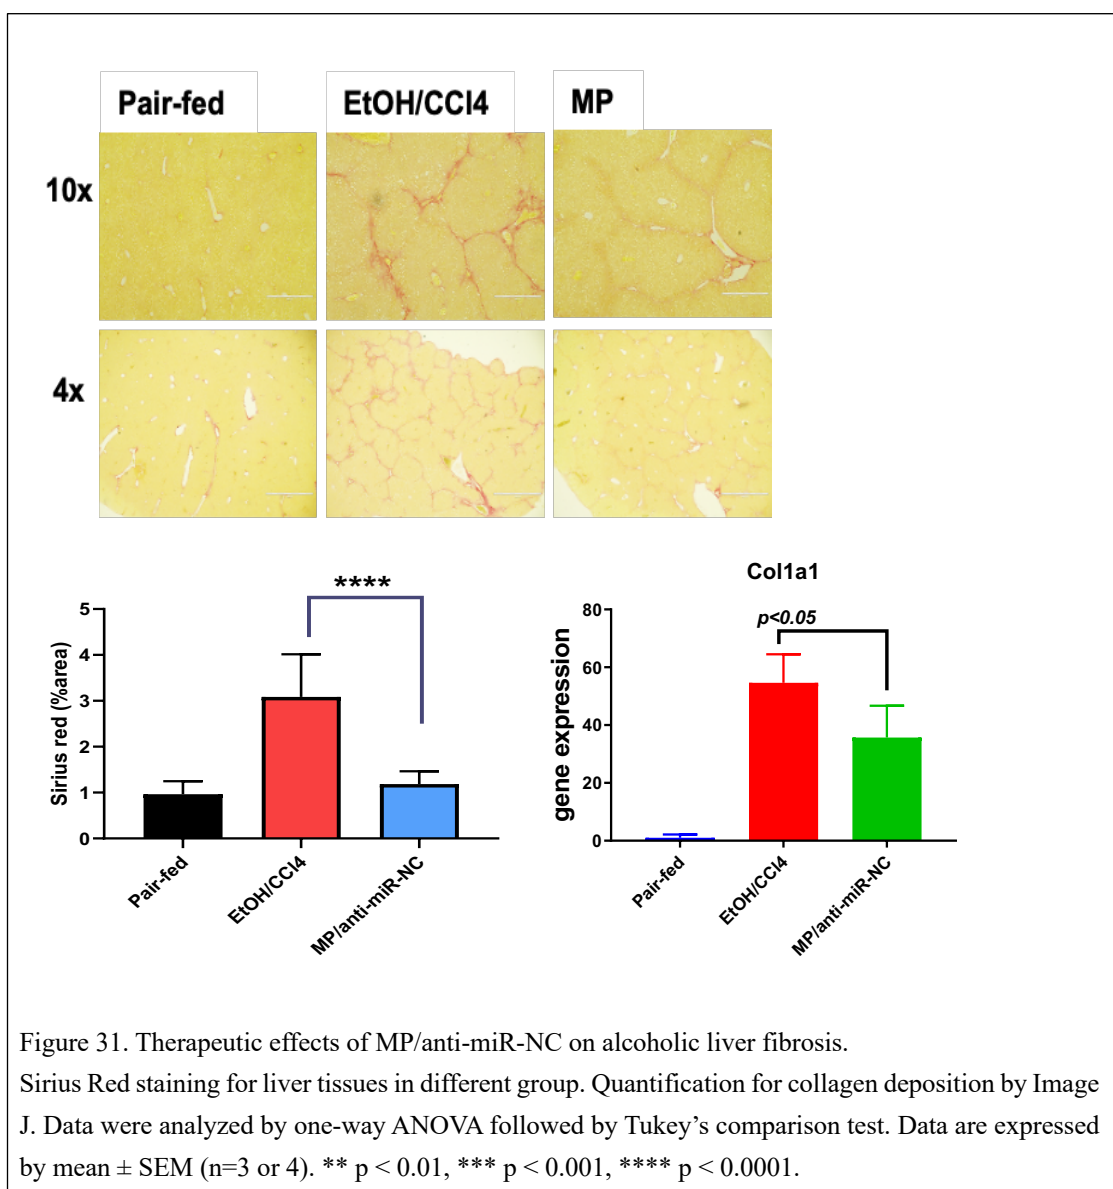 Pair-fed
EtOH/CCl4
MP
10x
4x
****
5
4
3
2
1
0
Sirius red (%area)
Pair-fed
EtOH/CCl4
MP/anti-miR-NC
Col1a1
p<0.05
80
60
40
20
0
gene expression
Pair-fed
EtOH/CCl4
MP/anti-miR-NC
Figure 31. Therapeutic effects of MP/anti-miR-NC on alcoholic liver fibrosis.
Sirius Red staining for liver tissues in different group. Quantification for collagen deposition by Image
J. Data were analyzed by one-way ANOVA followed by Tukey’s comparison test. Data are expressed
by mean ± SEM (n=3 or 4). ** p < 0.01, *** p < 0.001, **** p < 0.0001.